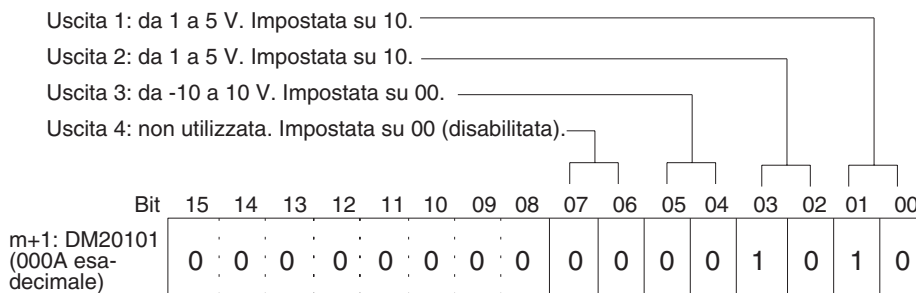 Uscita 1: da 1 a 5 V. Impostata su 10.
Uscita 2: da 1 a 5 V. Impostata su 10.
Uscita 3: da -10 a 10 V. Impostata su 00.
Uscita 4: non utilizzata. Impostata su 00 (disabilitata).
Bit 15 14 13 12 11 10 09 08 07 06 05 04 03 02 01 00
m+1: DM20101
(000A esa-
decimale)
0 0 0 0 0 0 0 0 0 0 0 0 1 0 1 0